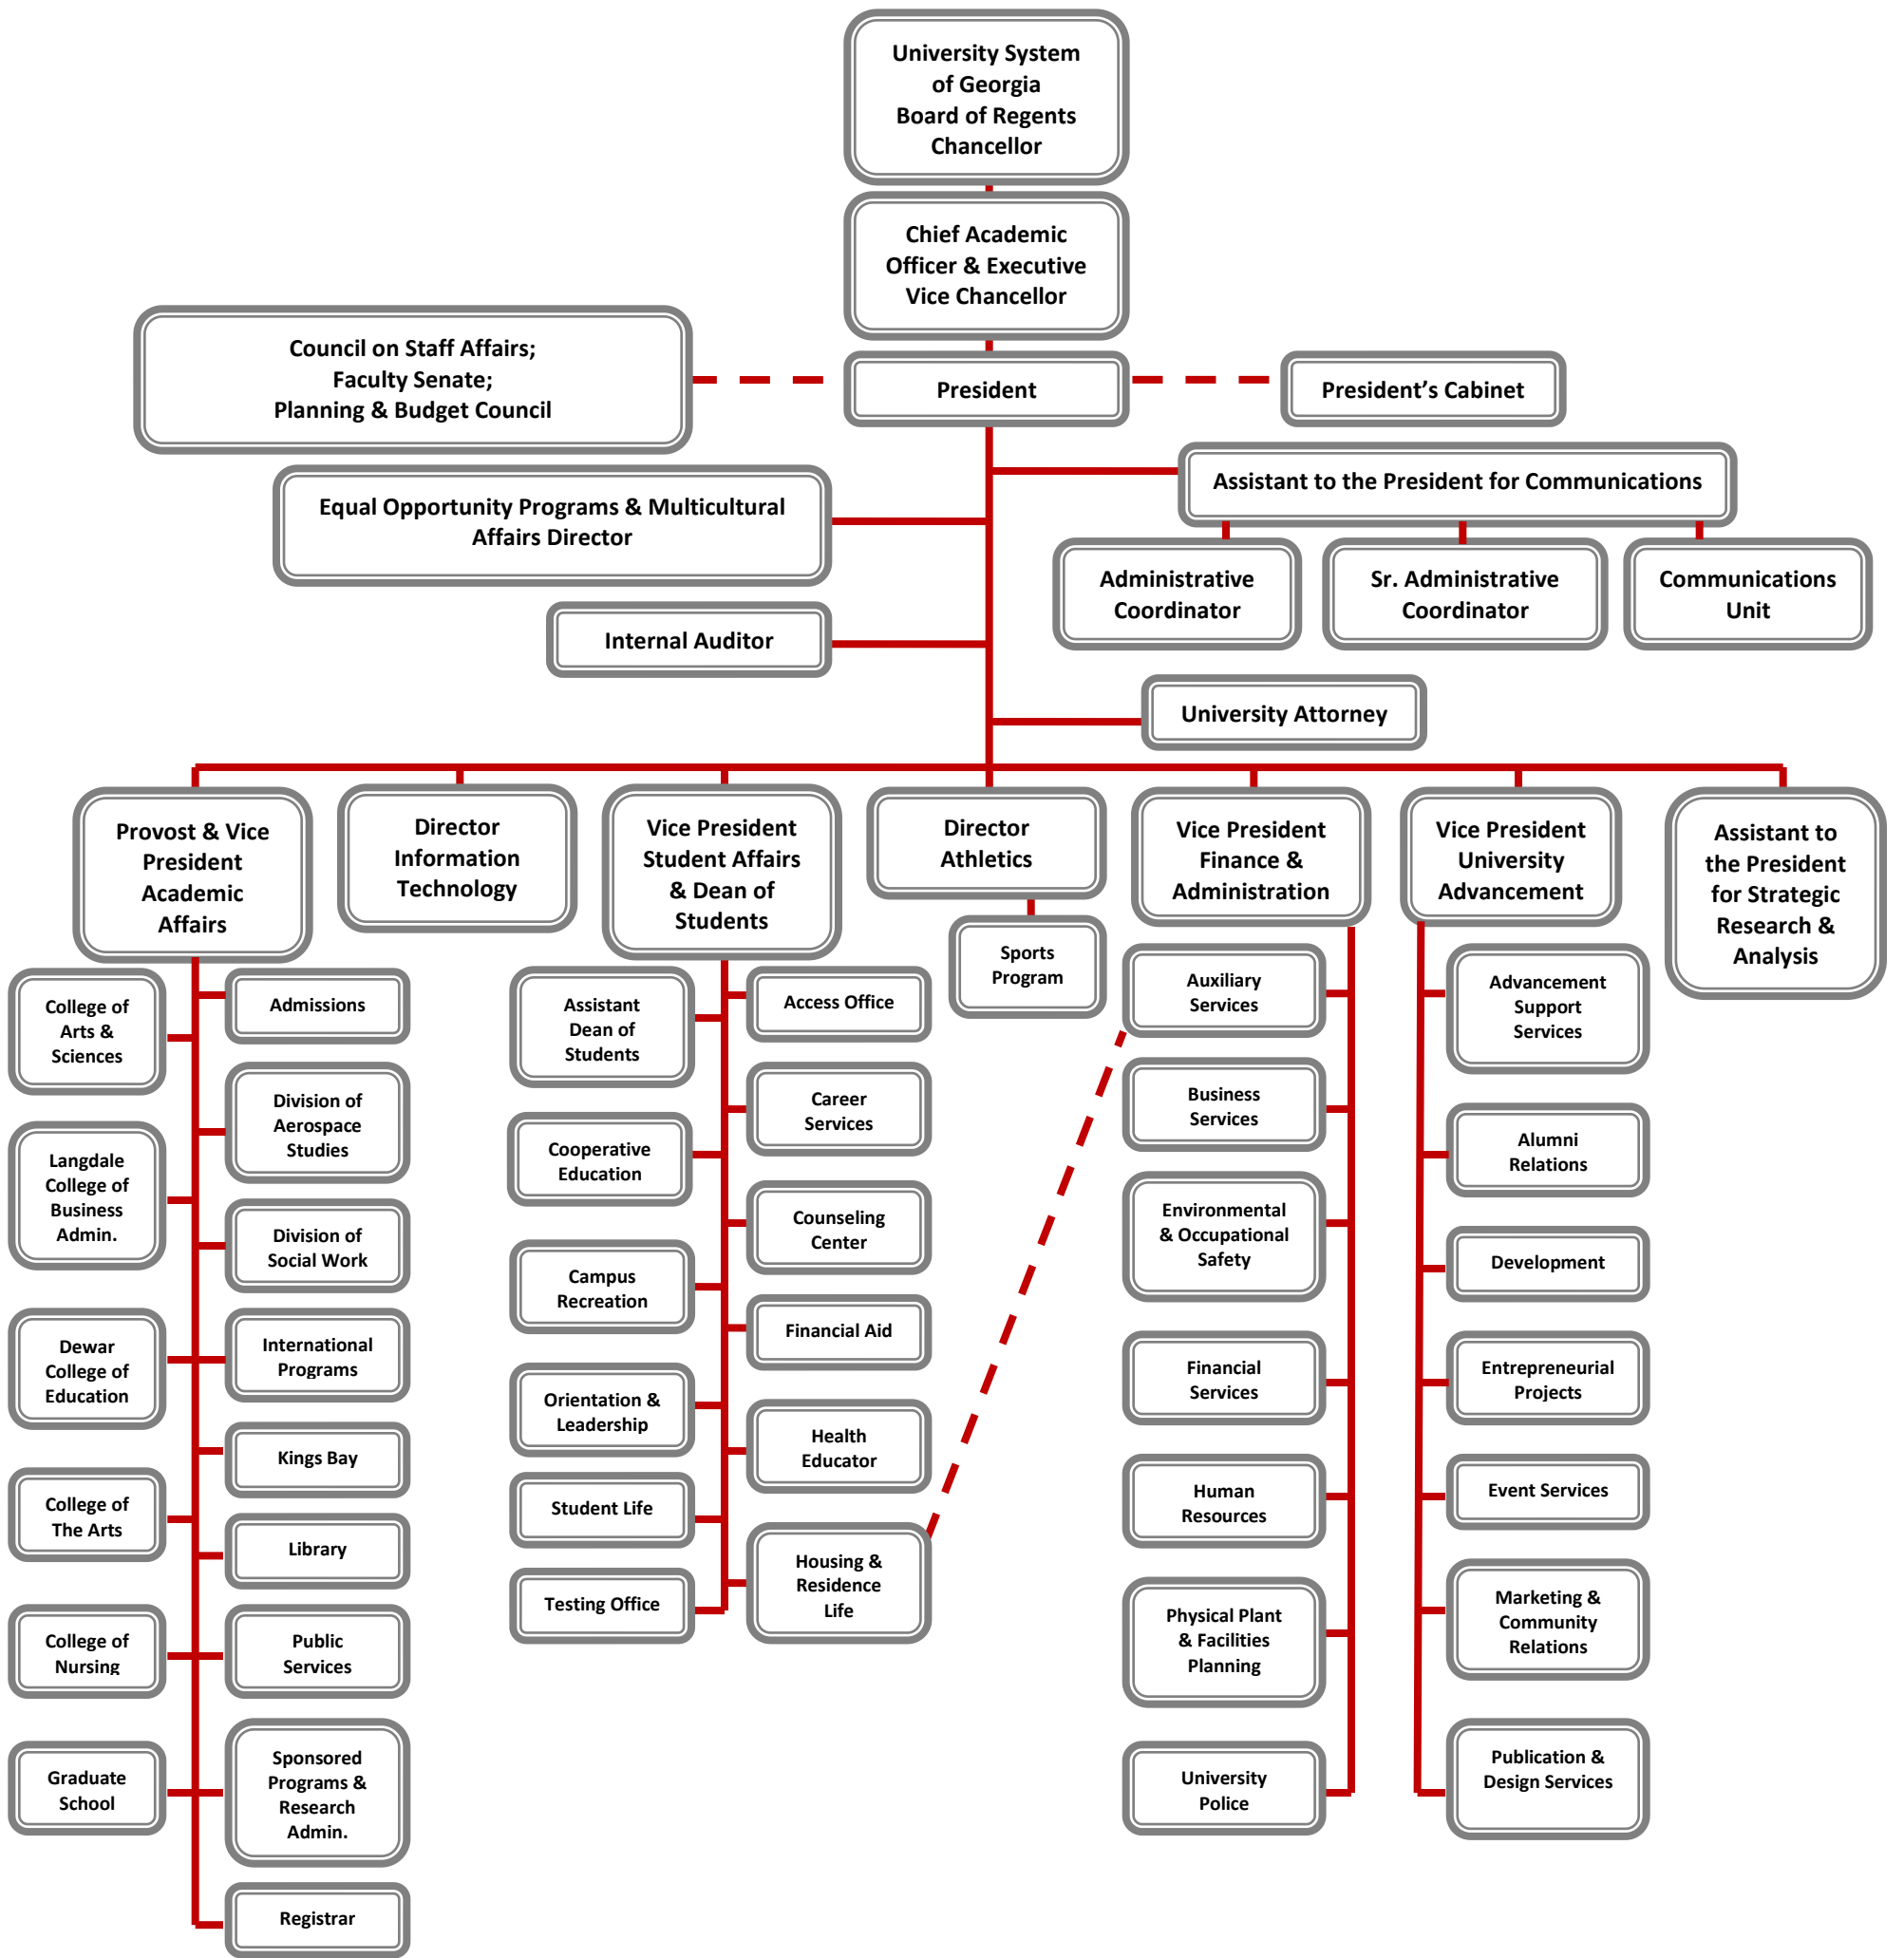 University System
of Georgia
Board of Regents
Chancellor
Chief Academic
Officer & Executive
Vice Chancellor
Council on Staff Affairs;
Faculty Senate;
Planning & Budget Council
President
President’s Cabinet
Assistant to the President for Communications
Equal Opportunity Programs & Multicultural
Affairs Director
Administrative
Coordinator
Sr. Administrative
Coordinator
Communications
Unit
Internal Auditor
University Attorney
Provost & Vice
President
Academic
Affairs
Director
Information
Technology
Vice President
Student Affairs
& Dean of
Students
Director
Athletics
Vice President
Finance &
Administration
Vice President
University
Advancement
Assistant to
the President
for Strategic
Research &
Analysis
Sports
Program
College of
Arts &
Sciences
Langdale
College of
Business
Admin.
Dewar
College of
Education
College of
The Arts
College of
Nursing
Graduate
School
Admissions
Division of
Aerospace
Studies
Division of
Social Work
International
Programs
Kings Bay
Library
Public
Services
Sponsored
Programs &
Research
Admin.
Registrar
Assistant
Dean of
Students
Cooperative
Education
Campus
Recreation
Orientation &
Leadership
Student Life
Testing Office
Access Office
Career
Services
Counseling
Center
Financial Aid
Health
Educator
Housing &
Residence
Life
Auxiliary
Services
Business
Services
Environmental
& Occupational
Safety
Financial
Services
Human
Resources
Physical Plant
& Facilities
Planning
University
Police
Advancement
Support
Services
Alumni
Relations
Development
Entrepreneurial
Projects
Event Services
Marketing &
Community
Relations
Publication &
Design Services